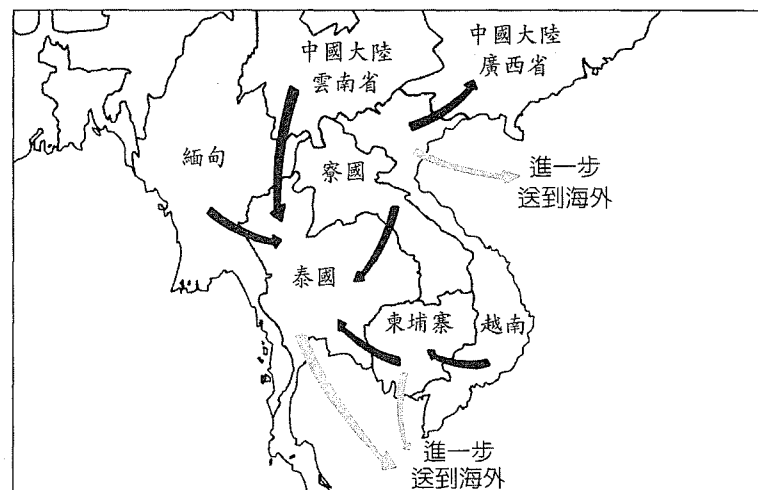 中國大陸
雲南省
中國大陸
廣西省
緬甸
寮國
進一步
送到海外
泰國
柬埔寨
越南
進一步
送到海外